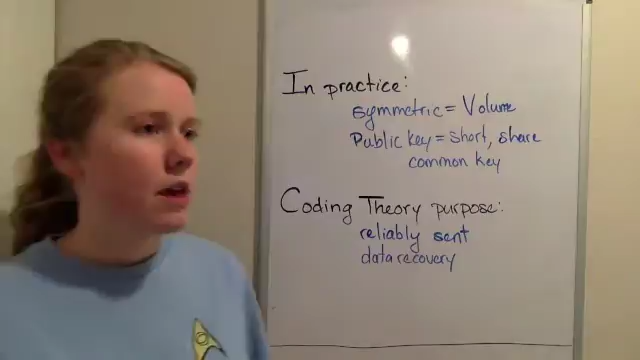 In practice:
symmetric = Volume
Public key = short, share
common key
Coding Theory purpose:
reliably sent
data recovery